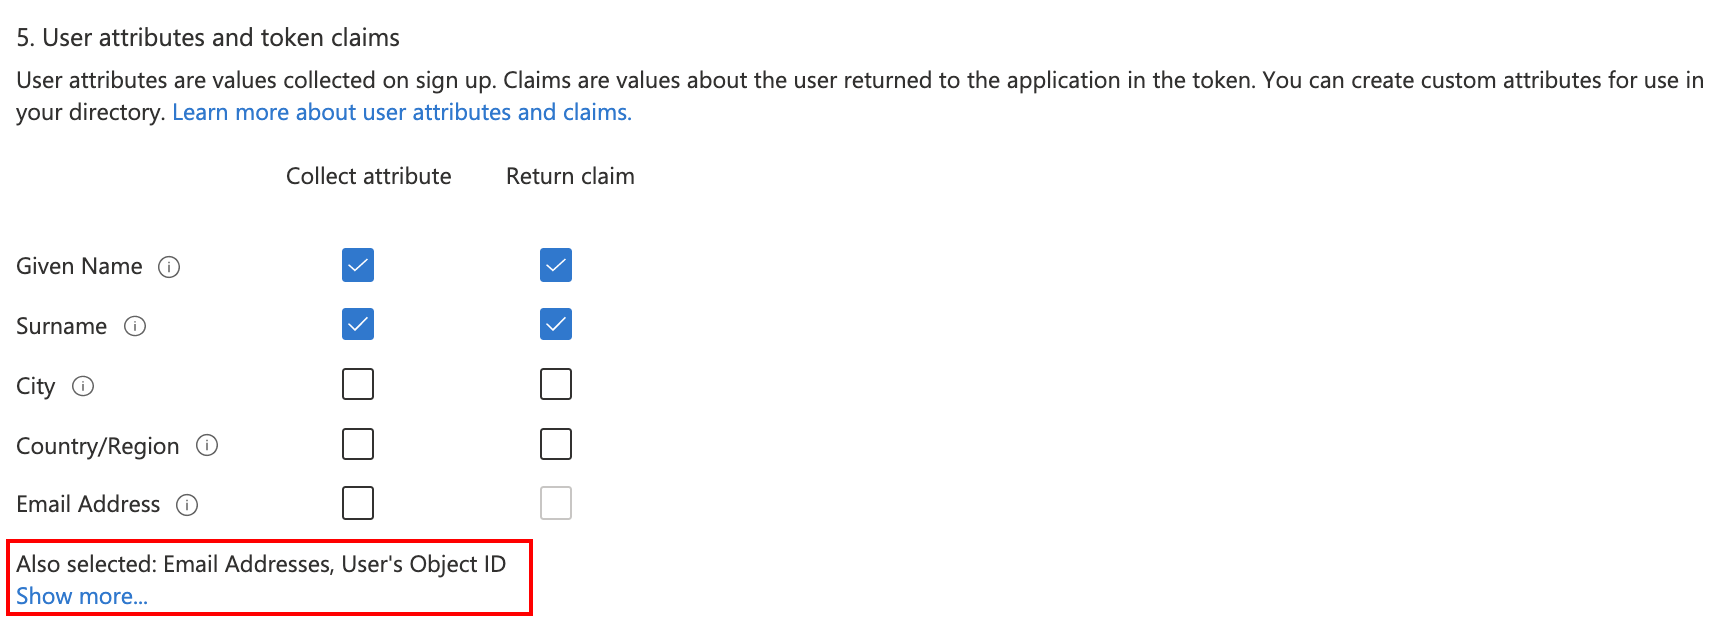 5. User attributes and token claims
User attributes are values collected on sign up. Claims are values about the user returned to the application in the token. You can create custom attributes for use in
your directory. Learn more about user attributes and claims.
Collect attribute Return claim
Given Name
Surname
City
Country/Region
Email Address
Also selected: Email Addresses, User's Object ID
Show more...